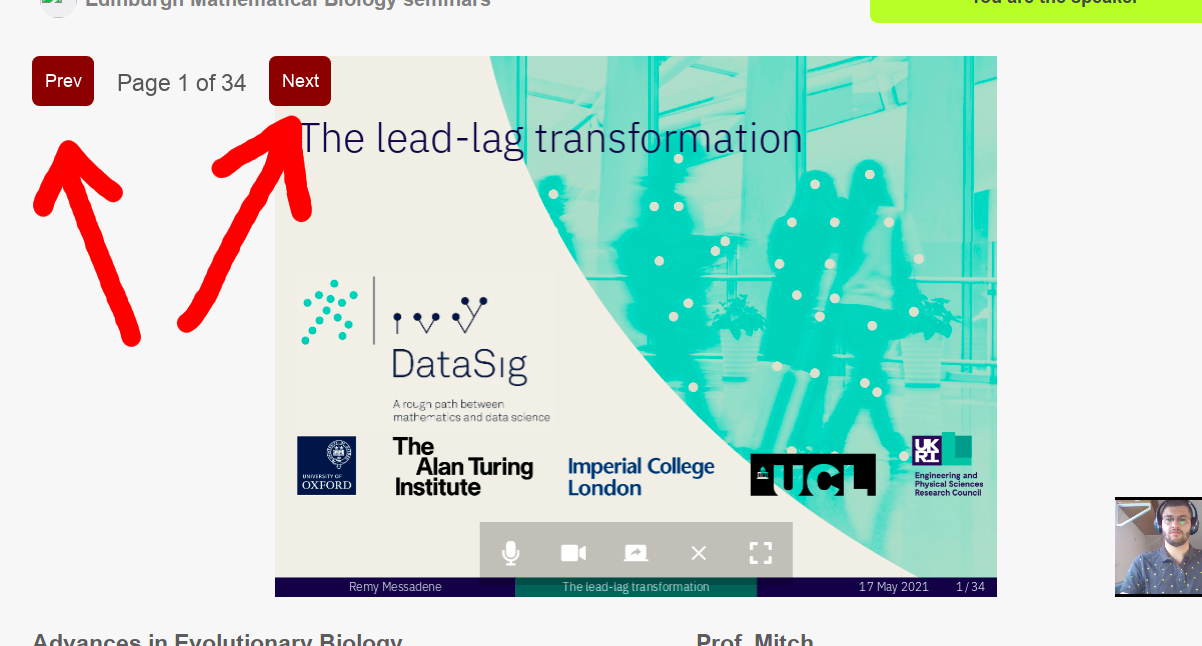 Edinburgh Mathematical Biology seminars
You are the speaker
Prev
Page 1 of 34
Next
The lead-lag transformation
DataSig
A rough path between
mathematics and data science
UNIVERSITY OF
OXFORD
The
Alan Turing
Institute
Imperial College
London
UCL
UK
RI
Engineering and
Physical Sciences
Research Council
Remy Messadene
The lead-lag transformation
17 May 2021
1/34
Advances in Evolutionary Biology
Prof. Mitch